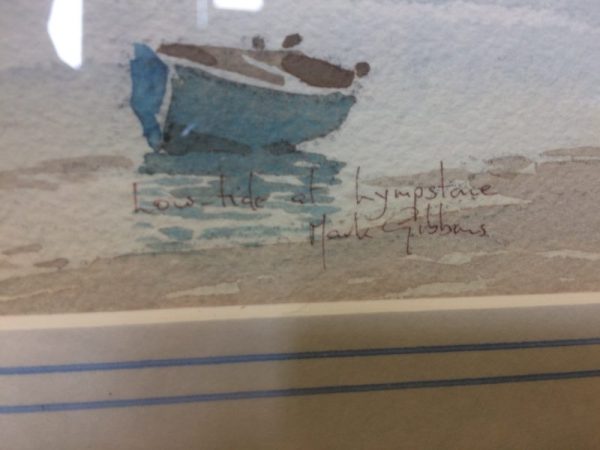 Low-tide at Lympstone
Mark Gibbons